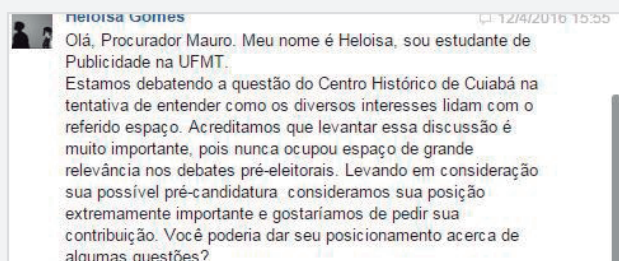 Heloisa Gomes 12/4/2016 15:55
Olá, Procurador Mauro. Meu nome é Heloisa, sou estudante de
Publicidade na UFMT.
Estamos debatendo a questão do Centro Histórico de Cuiabá na
tentativa de entender como os diversos interesses lidam com o
referido espaço. Acreditamos que levantar essa discussão é
muito importante, pois nunca ocupou espaço de grande
relevância nos debates pré-eleitorais. Levando em consideração
sua possível pré-candidatura consideramos sua posição
extremamente importante e gostaríamos de pedir sua
contribuição. Você poderia dar seu posicionamento acerca de
algumas questões?